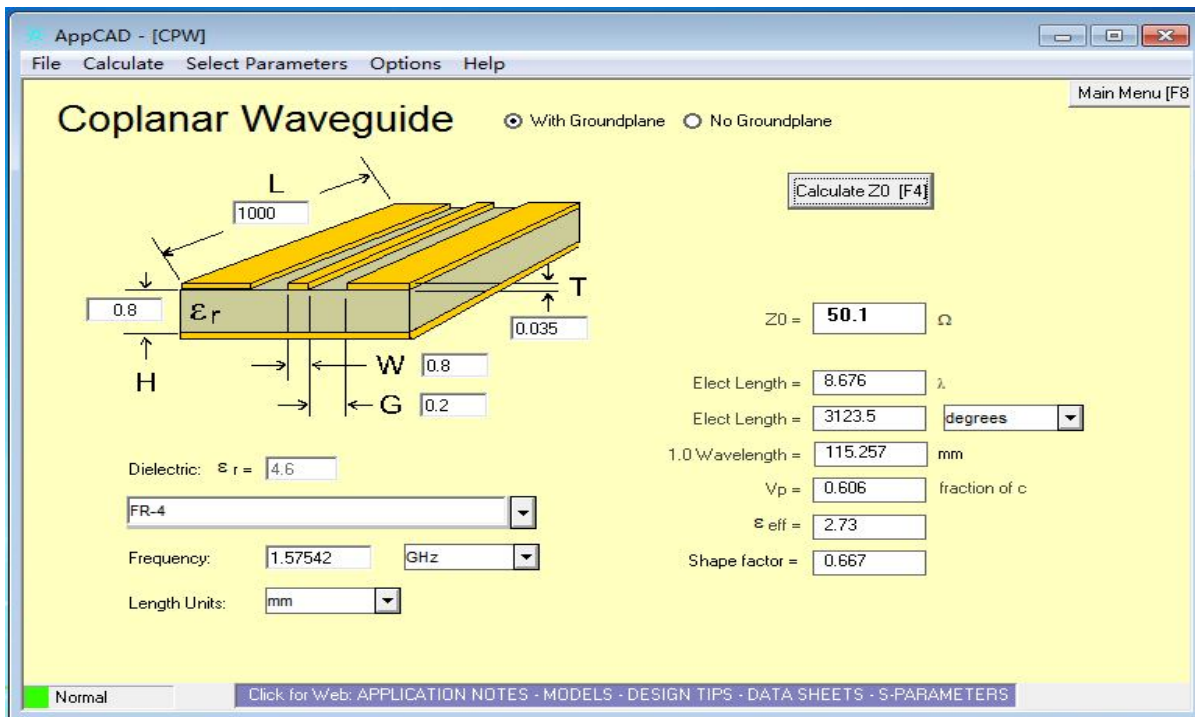 AppCAD - [CPW]
File Calculate Select Parameters Options Help
Main Menu [F8
Coplanar Waveguide
With Groundplane No Groundplane
Calculate Z0 [F4]
L
1000
0.8
εr
T
0.035
H
W 0.8
G 0.2
Z0 = 50.1 Ω
Elect Length = 8.676 λ
Elect Length = 3123.5 degrees
1.0 Wavelength = 115.257 mm
Vp = 0.606 fraction of c
ε eff = 2.73
Shape factor = 0.667
Dielectric: ε r = 4.6
FR-4
Frequency: 1.57542 GHz
Length Units: mm
Normal
Click for Web: APPLICATION NOTES - MODELS - DESIGN TIPS - DATA SHEETS - S-PARAMETERS